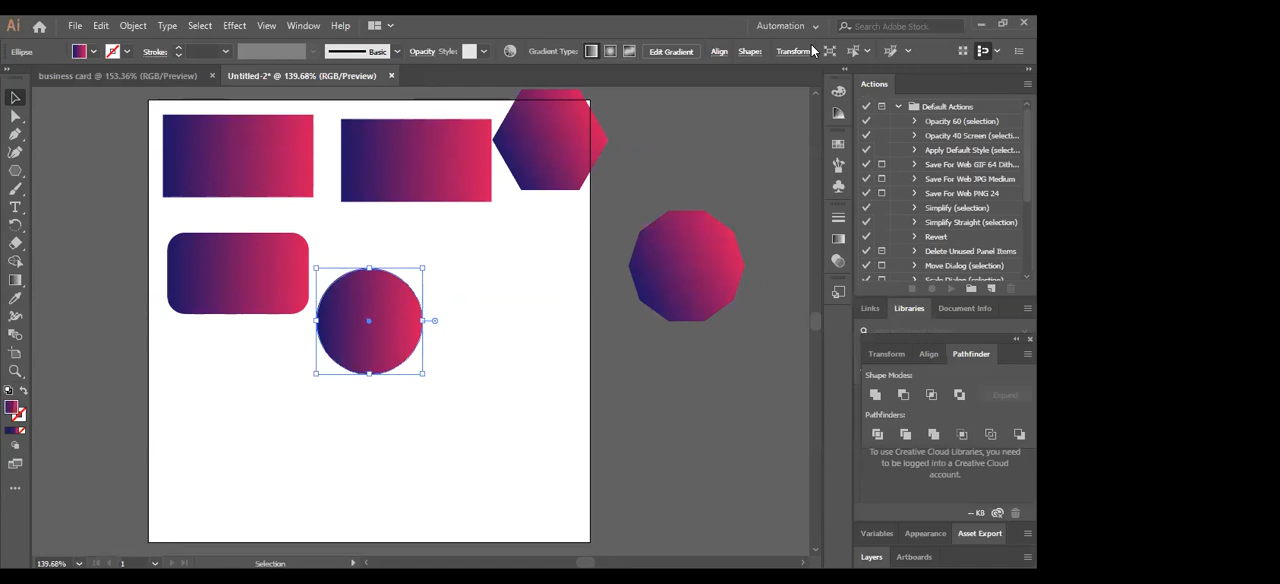 Ai File Edit Object Type Select Effect View Window Help Automation Search Adobe Stock
Ellipse Stroke: Basic Opacity Style: Gradient Type: Edit Gradient Align Shape: Transform
business card @ 153.36% (RGB/Preview) × Untitled-2* @ 139.68% (RGB/Preview) ×
Actions
Default Actions
Opacity 60 (selection)
Opacity 40 Screen (selecti...
Apply Default Style (select...
Save For Web GIF 64 Dith...
Save For Web JPG Medium
Save For Web PNG 24
Simplify (selection)
Simplify Straight (selection)
Revert
Delete Unused Panel Items
Move Dialog (selection)
Links Libraries Document Info
Transform Align Pathfinder
Shape Modes:
Expand
Pathfinders:
To use Creative Cloud Libraries, you need
to be logged into a Creative Cloud
account.
-- KB
Variables Appearance Asset Export
Layers Artboards
139.68% 1 Selection